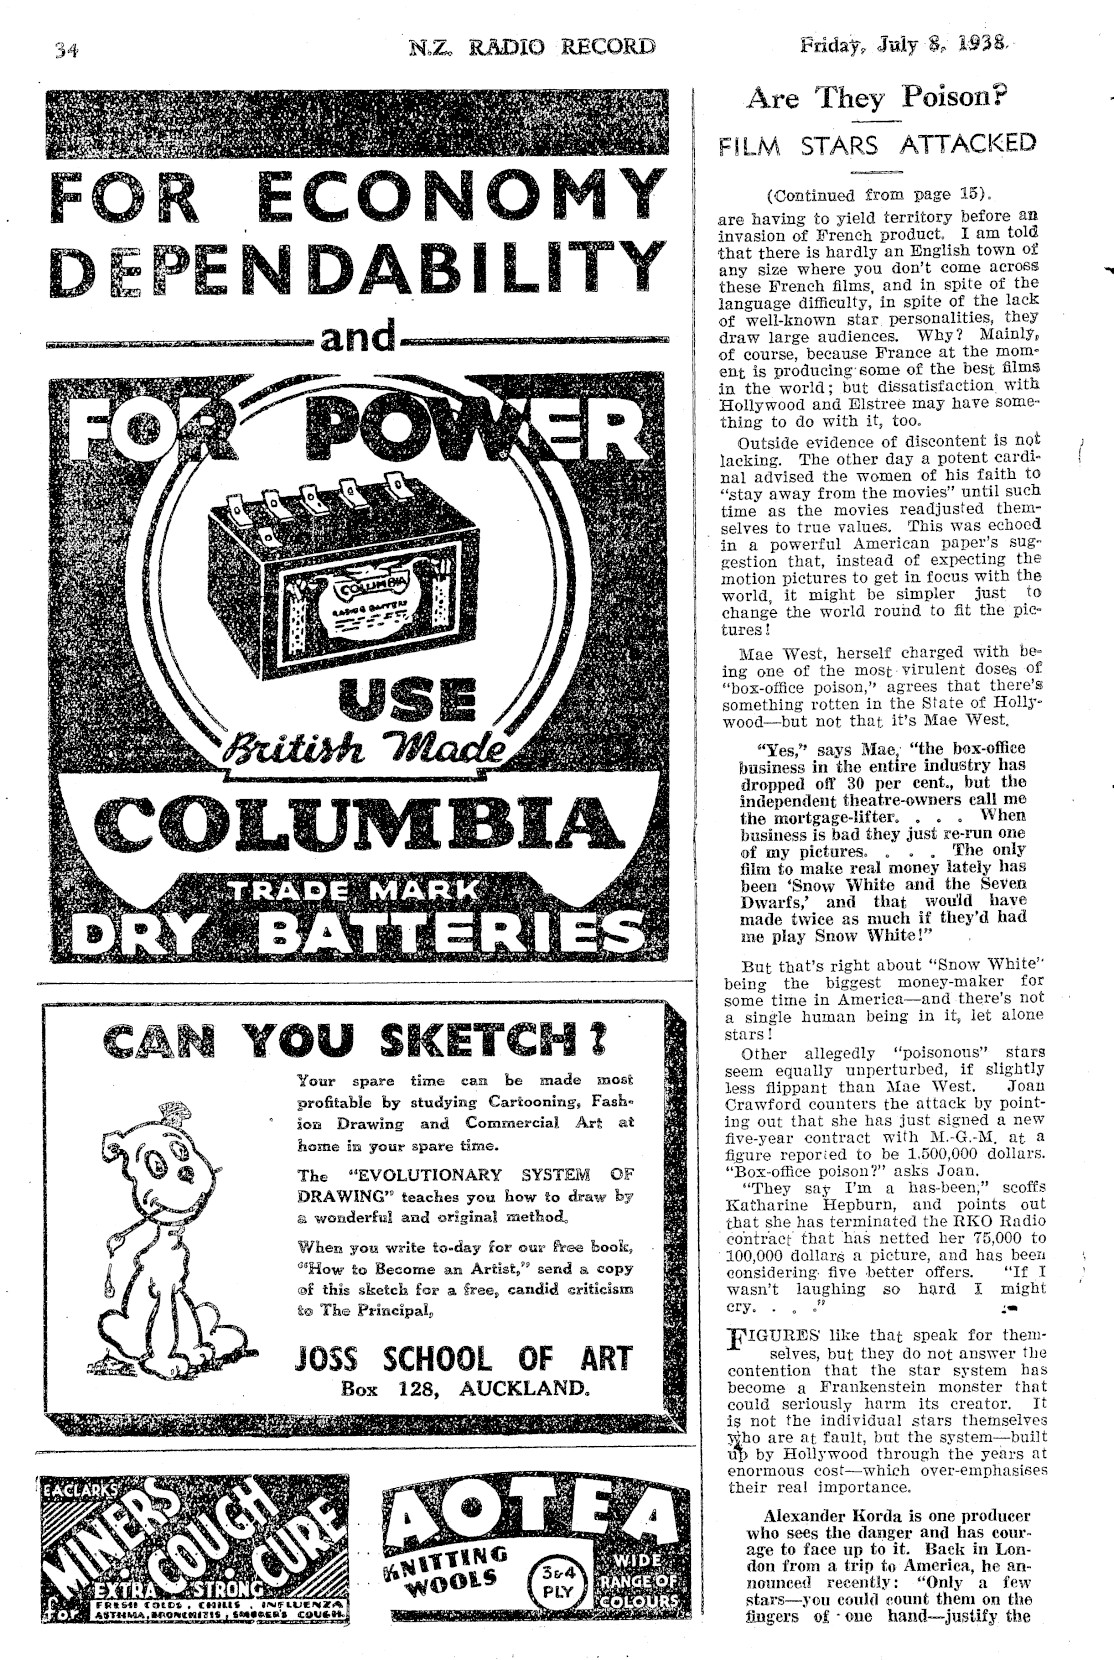 34
N.Z. RADIO RECORD
Friday, July 8, 1938.
FOR ECONOMY
DEPENDABILITY
and
FOR POWER
COLUMBIA
RADIO BATTERY
USE
British Made
COLUMBIA
TRADE MARK
DRY BATTERIES
CAN YOU SKETCH?
Your spare time can be made most
profitable by studying Cartooning, Fash-
ion Drawing and Commercial Art at
home in your spare time.
The "EVOLUTIONARY SYSTEM OF
DRAWING" teaches you how to draw by
a wonderful and original method.
When you write to-day for our free book,
"How to Become an Artist," send a copy
of this sketch for a free, candid criticism
to The Principal,
JOSS SCHOOL OF ART
Box 128, AUCKLAND.
E.A.CLARKS
MINERS
COUGH
CURE
EXTRA STRONG
For FRESH COLDS, CHILLS, INFLUENZA
ASTHMA, BRONCHITIS, SMOKER'S COUGH
AOTEA
KNITTING
WOOLS
3&4
PLY
WIDE
RANGE OF
COLOURS
Are They Poison?
FILM STARS ATTACKED
(Continued from page 15).
are having to yield territory before an
invasion of French product. I am told
that there is hardly an English town of
any size where you don't come across
these French films, and in spite of the
language difficulty, in spite of the lack
of well-known star personalities, they
draw large audiences. Why? Mainly,
of course, because France at the mom-
ent is producing some of the best films
in the world; but dissatisfaction with
Hollywood and Elstree may have some-
thing to do with it, too.
Outside evidence of discontent is not
lacking. The other day a potent cardi-
nal advised the women of his faith to
"stay away from the movies" until such
time as the movies readjusted them-
selves to true values. This was echoed
in a powerful American paper's sug-
gestion that, instead of expecting the
motion pictures to get in focus with the
world, it might be simpler just to
change the world round to fit the pic-
tures!
Mae West, herself charged with be-
ing one of the most virulent doses of
"box-office poison," agrees that there's
something rotten in the State of Holly-
wood—but not that it's Mae West.
"Yes," says Mae, "the box-office
business in the entire industry has
dropped off 30 per cent., but the
independent theatre-owners call me
the mortgage-lifter. . . . When
business is bad they just re-run one
of my pictures. . . . The only
film to make real money lately has
been 'Snow White and the Seven
Dwarfs,' and that would have
made twice as much if they'd had
me play Snow White!"
But that's right about "Snow White"
being the biggest money-maker for
some time in America—and there's not
a single human being in it, let alone
stars!
Other allegedly "poisonous" stars
seem equally unperturbed, if slightly
less flippant than Mae West. Joan
Crawford counters the attack by point-
ing out that she has just signed a new
five-year contract with M.-G.-M. at a
figure reported to be 1,500,000 dollars.
"Box-office poison?" asks Joan.
"They say I'm a has-been," scoffs
Katharine Hepburn, and points out
that she has terminated the RKO Radio
contract that has netted her 75,000 to
100,000 dollars a picture, and has been
considering five better offers. "If I
wasn't laughing so hard I might
cry. . . ."
FIGURES like that speak for them-
selves, but they do not answer the
contention that the star system has
become a Frankenstein monster that
could seriously harm its creator. It
is not the individual stars themselves
who are at fault, but the system—built
up by Hollywood through the years at
enormous cost—which over-emphasises
their real importance.
Alexander Korda is one producer
who sees the danger and has cour-
age to face up to it. Back in Lon-
don from a trip to America, he an-
nounced recently: "Only a few
stars—you could count them on the
fingers of one hand—justify the